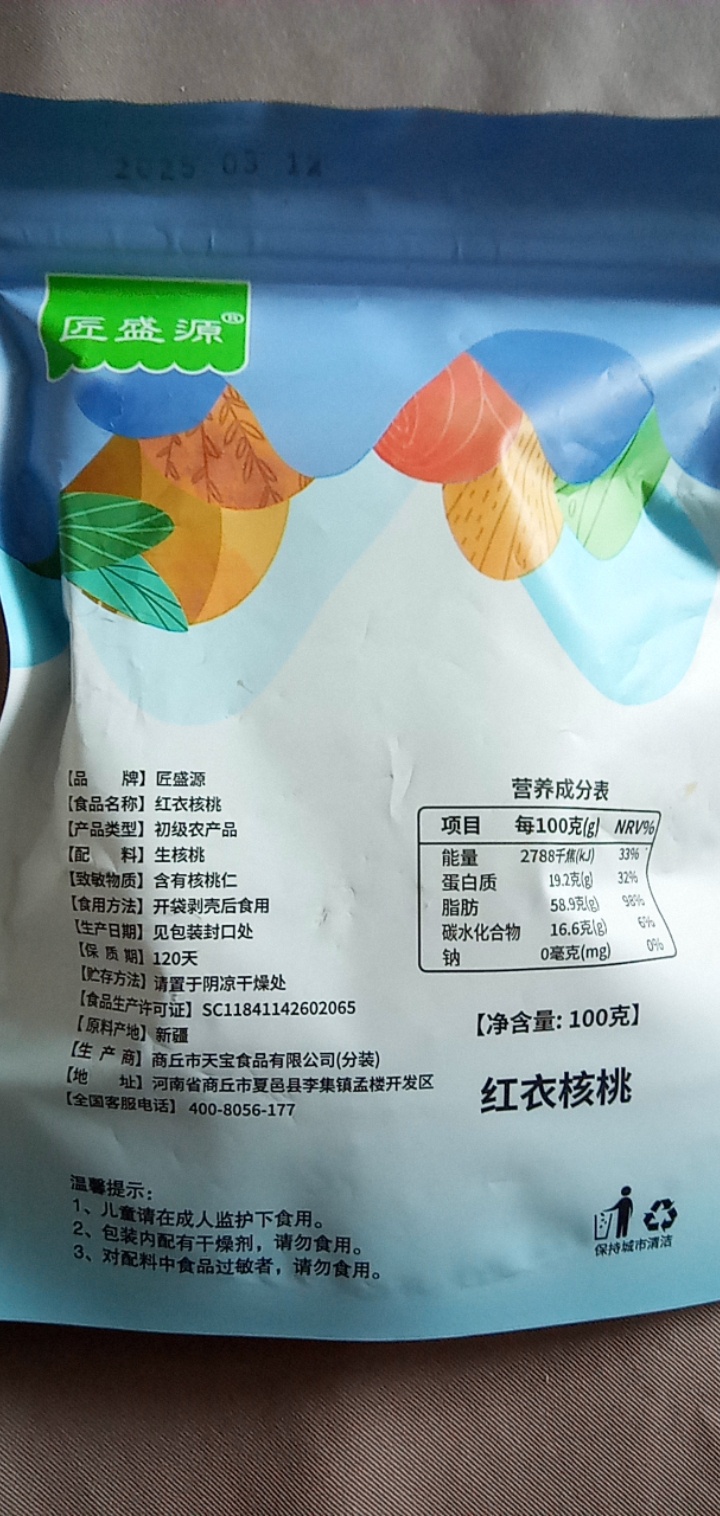 2025 03 12
匠盛源®
【品　　牌】匠盛源
【食品名称】红衣核桃
【产品类型】初级农产品
【配　　料】生核桃
【致敏物质】含有核桃仁
【食用方法】开袋剥壳后食用
【生产日期】见包装封口处
【保 质 期】120天
【贮存方法】请置于阴凉干燥处
【食品生产许可证】SC11841142602065
【原料产地】新疆
【生 产 商】商丘市天宝食品有限公司(分装)
【地　　址】河南省商丘市夏邑县李集镇孟楼开发区
【全国客服电话】400-8056-177
营养成分表
项目 每100克(g) NRV%
能量 2788千焦(kJ) 33%
蛋白质 19.2克(g) 32%
脂肪 58.9克(g) 98%
碳水化合物 16.6克(g) 6%
钠 0毫克(mg) 0%
【净含量: 100克】
红衣核桃
温馨提示:
1、儿童请在成人监护下食用。
2、包装内配有干燥剂，请勿食用。
3、对配料中食品过敏者，请勿食用。
保持城市清洁